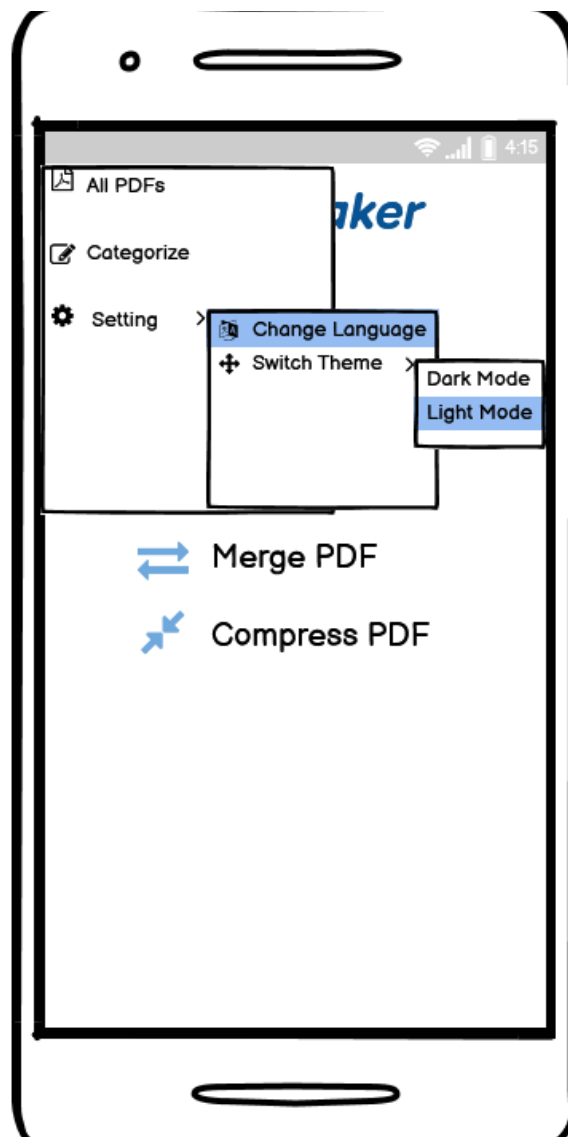 4:15
All PDFs
aker
Categorize
Setting
Change Language
Switch Theme
Dark Mode
Light Mode
Merge PDF
Compress PDF